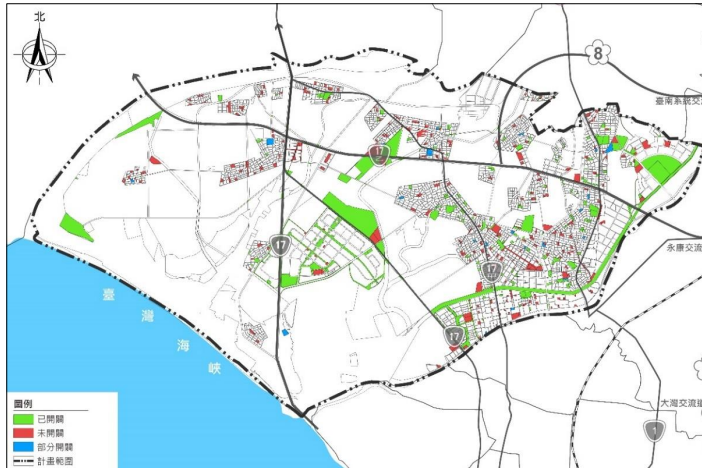 北
8
臺南系統交流
17
17
永康交流
17
17
臺灣海峽
大灣交流道
1
圖例
已開闢
未開闢
部分開闢
計畫範圍